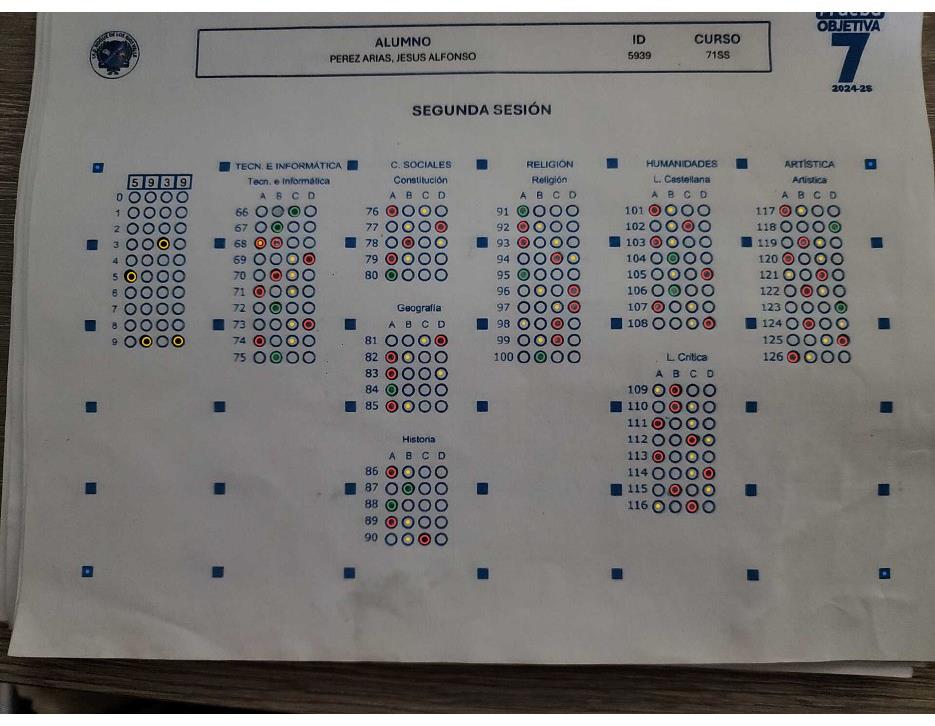 Prueba
OBJETIVA
7
2024-2S
ALUMNO ID CURSO
PEREZ ARIAS, JESUS ALFONSO 5939 71SS
SEGUNDA SESIÓN
5 9 3 9
0
1
2
3
4
5
6
7
8
9
TECN. E INFORMÁTICA
Tecn. e Informática
A B C D
66
67
68
69
70
71
72
73
74
75
C. SOCIALES
Constitución
A B C D
76
77
78
79
80
Geografía
A B C D
81
82
83
84
85
Historia
A B C D
86
87
88
89
90
RELIGIÓN
Religión
A B C D
91
92
93
94
95
96
97
98
99
100
HUMANIDADES
L. Castellana
A B C D
101
102
103
104
105
106
107
108
L. Crítica
A B C D
109
110
111
112
113
114
115
116
ARTÍSTICA
Artística
A B C D
117
118
119
120
121
122
123
124
125
126